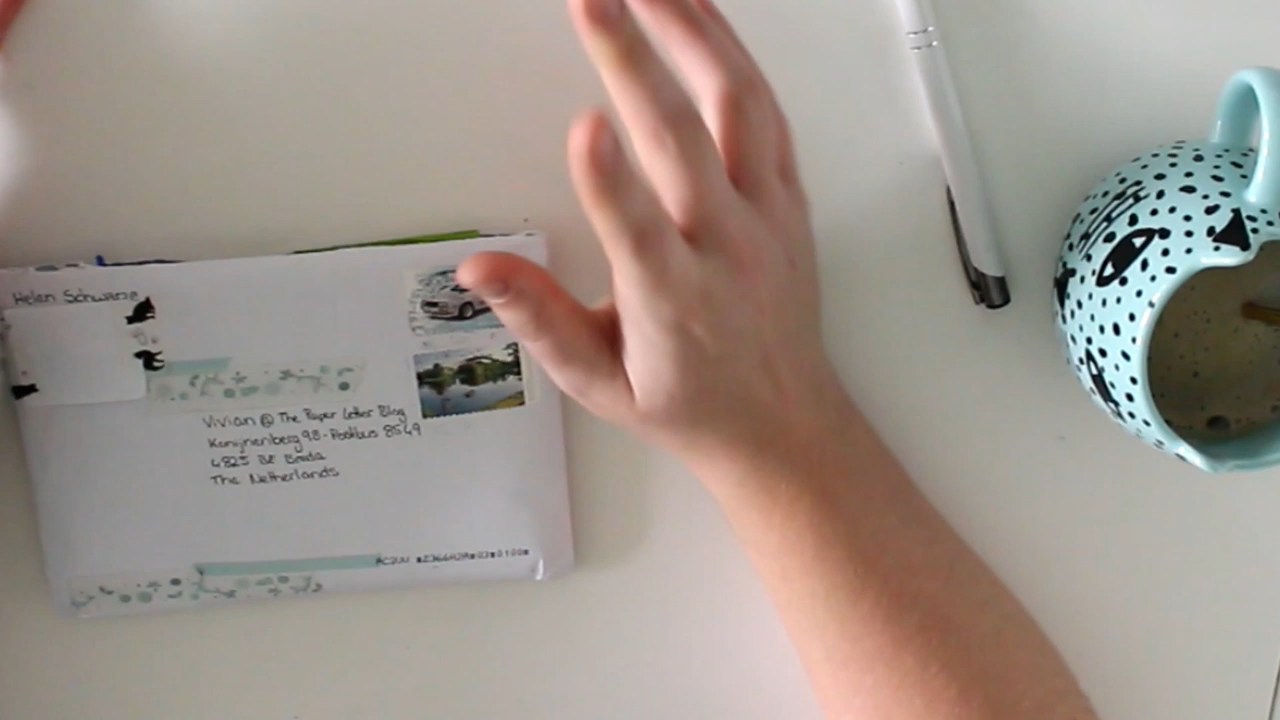 Helen Schwarze
Vivian @ The Paper Letter Blog
Konijnenberg 98 - Postbus 8549
4825 BE Breda
The Netherlands